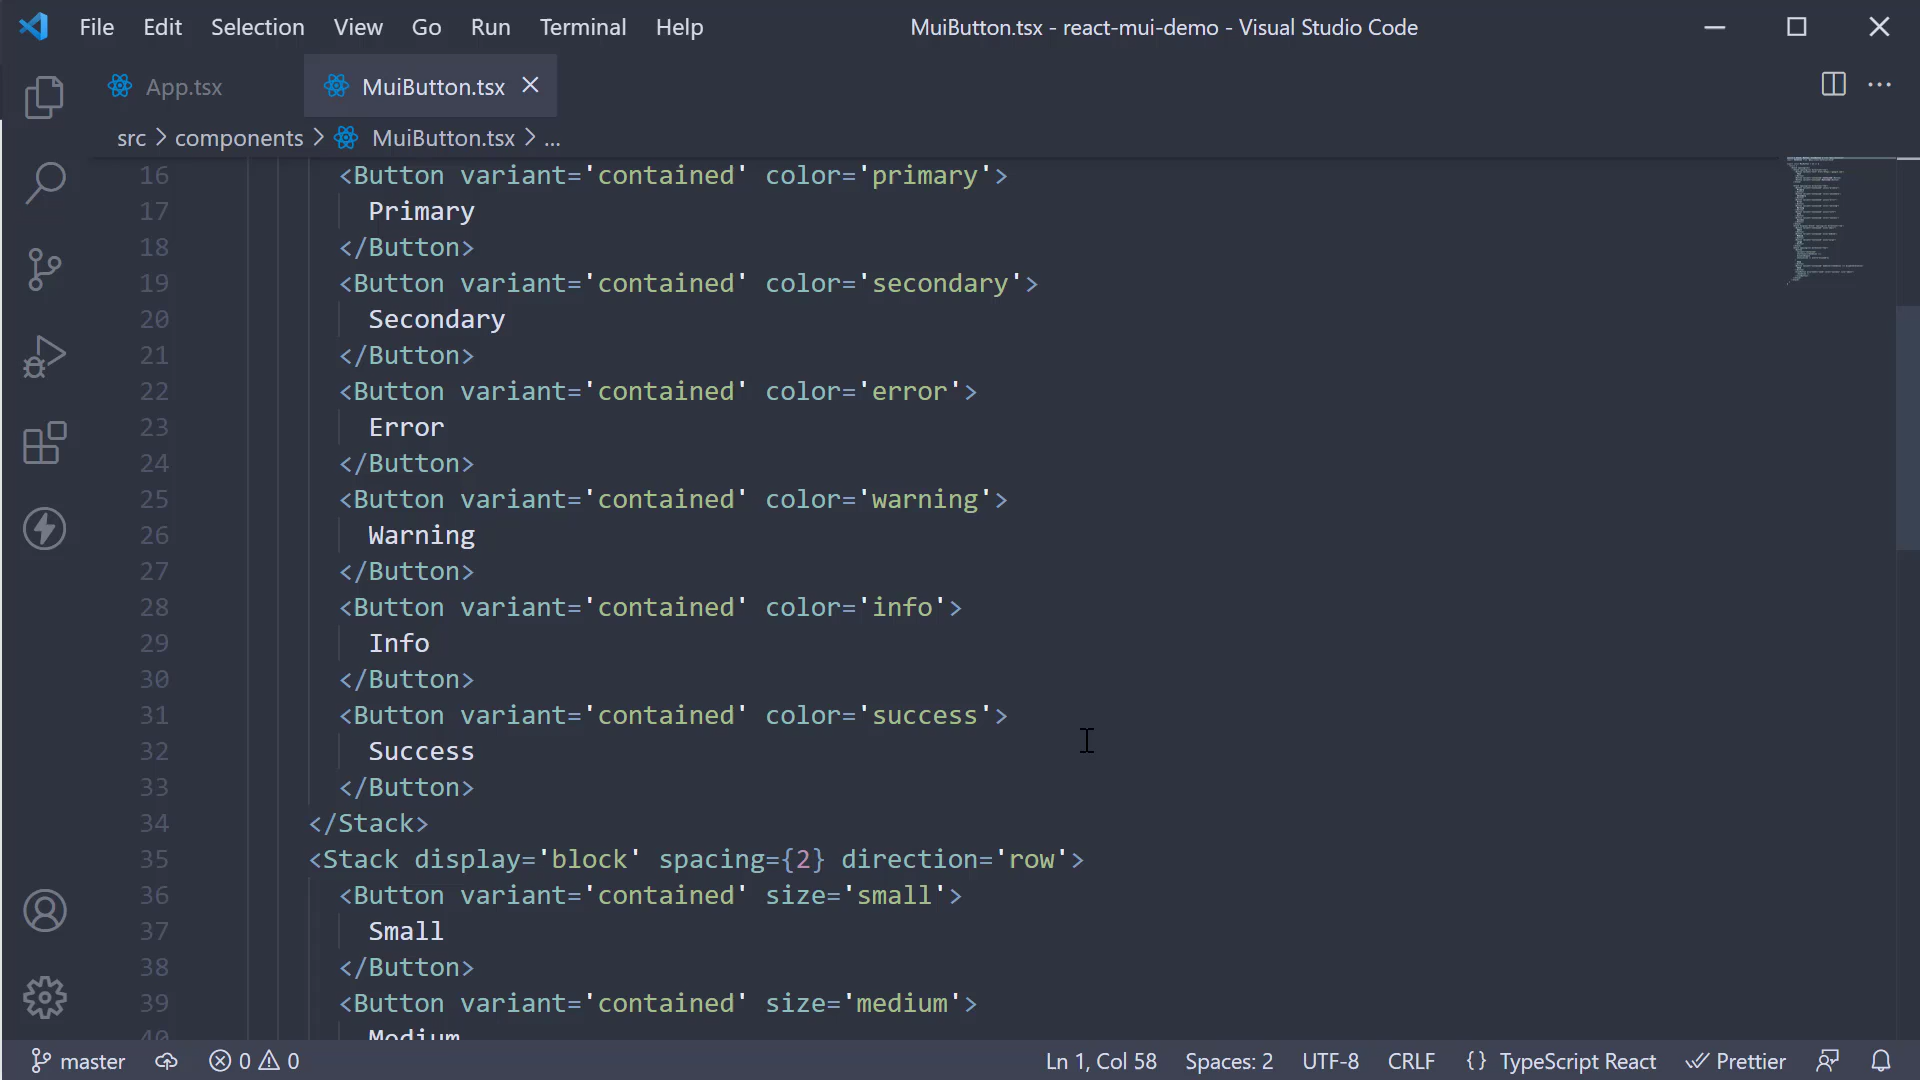 File Edit Selection View Go Run Terminal Help MuiButton.tsx - react-mui-demo - Visual Studio Code
App.tsx MuiButton.tsx
src > components > MuiButton.tsx > ...
16 <Button variant='contained' color='primary'>
17 Primary
18 </Button>
19 <Button variant='contained' color='secondary'>
20 Secondary
21 </Button>
22 <Button variant='contained' color='error'>
23 Error
24 </Button>
25 <Button variant='contained' color='warning'>
26 Warning
27 </Button>
28 <Button variant='contained' color='info'>
29 Info
30 </Button>
31 <Button variant='contained' color='success'>
32 Success
33 </Button>
34 </Stack>
35 <Stack display='block' spacing={2} direction='row'>
36 <Button variant='contained' size='small'>
37 Small
38 </Button>
39 <Button variant='contained' size='medium'>
40 Medium
master 0 0 Ln 1, Col 58 Spaces: 2 UTF-8 CRLF {} TypeScript React Prettier